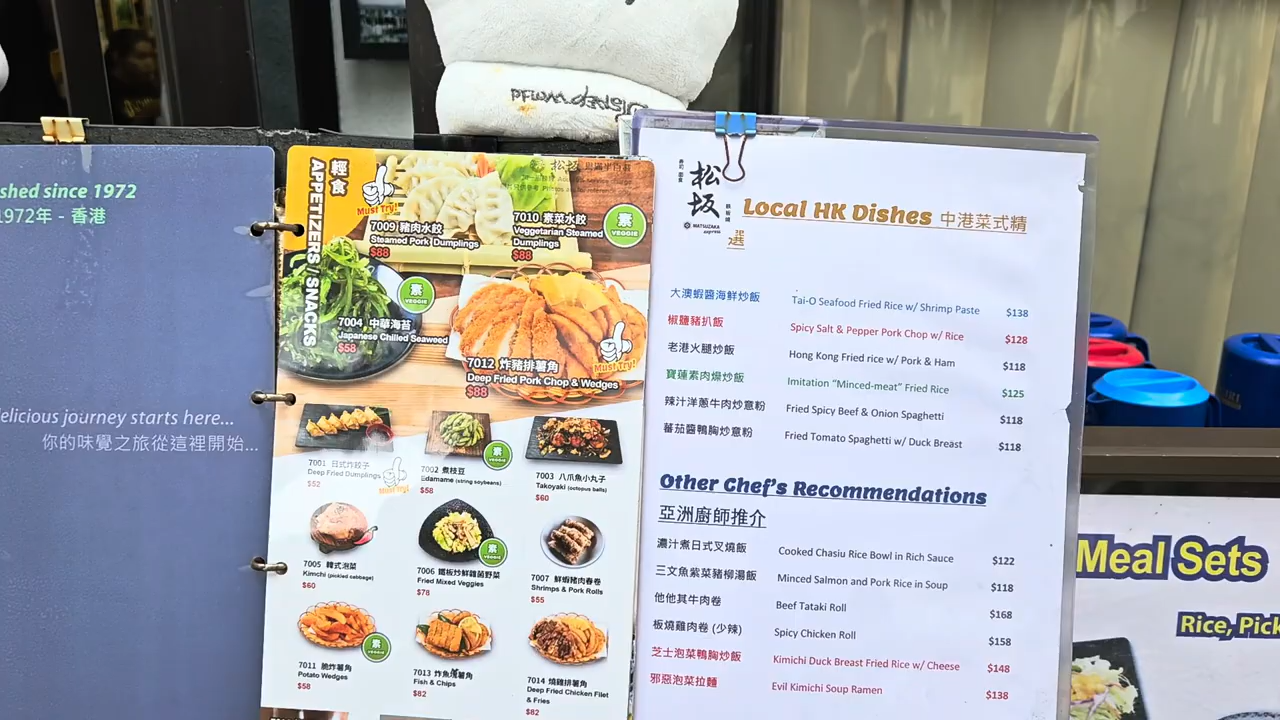 shed since 1972
1972年 - 香港
delicious journey starts here...
你的味覺之旅從這裡開始...
輕食
APPETIZERS / SNACKS
Must Try!
7009 豬肉水餃
Steamed Pork Dumplings
$88
7010 素菜水餃
Veggetarian Steamed
Dumplings
$88
素
VEGGIE
7004 中華海苔
Japanese Chilled Seaweed
$58
素
VEGGIE
7012 炸豬排薯角
Deep Fried Pork Chop & Wedges
$88
Must Try!
7001 日式炸餃子
Deep Fried Dumplings
$52
Must Try!
7002 煮枝豆
Edamame (string soybeans)
$58
素
VEGGIE
7003 八爪魚小丸子
Takoyaki (octopus balls)
$60
7005 韓式泡菜
Kimchi (pickled cabbage)
$60
7006 鐵板炒鮮雜菌野菜
Fried Mixed Veggies
$78
素
VEGGIE
7007 鮮蝦豬肉春卷
Shrimps & Pork Rolls
$55
7011 脆炸薯角
Potato Wedges
$58
素
VEGGIE
7013 炸魚淺薯角
Fish & Chips
$82
7014 燒雞排薯角
Deep Fried Chicken Filet
& Fries
$82
松坂
MATSUZAKA
express
Local HK Dishes 中港菜式精
選
大澳蝦醬海鮮炒飯 Tai-O Seafood Fried Rice w/ Shrimp Paste $138
椒鹽豬扒飯 Spicy Salt & Pepper Pork Chop w/ Rice $128
老港火腿炒飯 Hong Kong Fried rice w/ Pork & Ham $118
寶蓮素肉燥炒飯 Imitation “Minced-meat” Fried Rice $125
辣汁洋蔥牛肉炒意粉 Fried Spicy Beef & Onion Spaghetti $118
蕃茄醬鴨胸炒意粉 Fried Tomato Spaghetti w/ Duck Breast $118
Other Chef's Recommendations
亞洲廚師推介
濃汁煮日式叉燒飯 Cooked Chasiu Rice Bowl in Rich Sauce $122
三文魚紫菜豬柳湯飯 Minced Salmon and Pork Rice in Soup $118
他他其牛肉卷 Beef Tataki Roll $168
板燒雞肉卷 (少辣) Spicy Chicken Roll $158
芝士泡菜鴨胸炒飯 Kimchi Duck Breast Fried Rice w/ Cheese $148
邪惡泡菜拉麵 Evil Kimichi Soup Ramen $138
Meal Sets
Rice, Pick